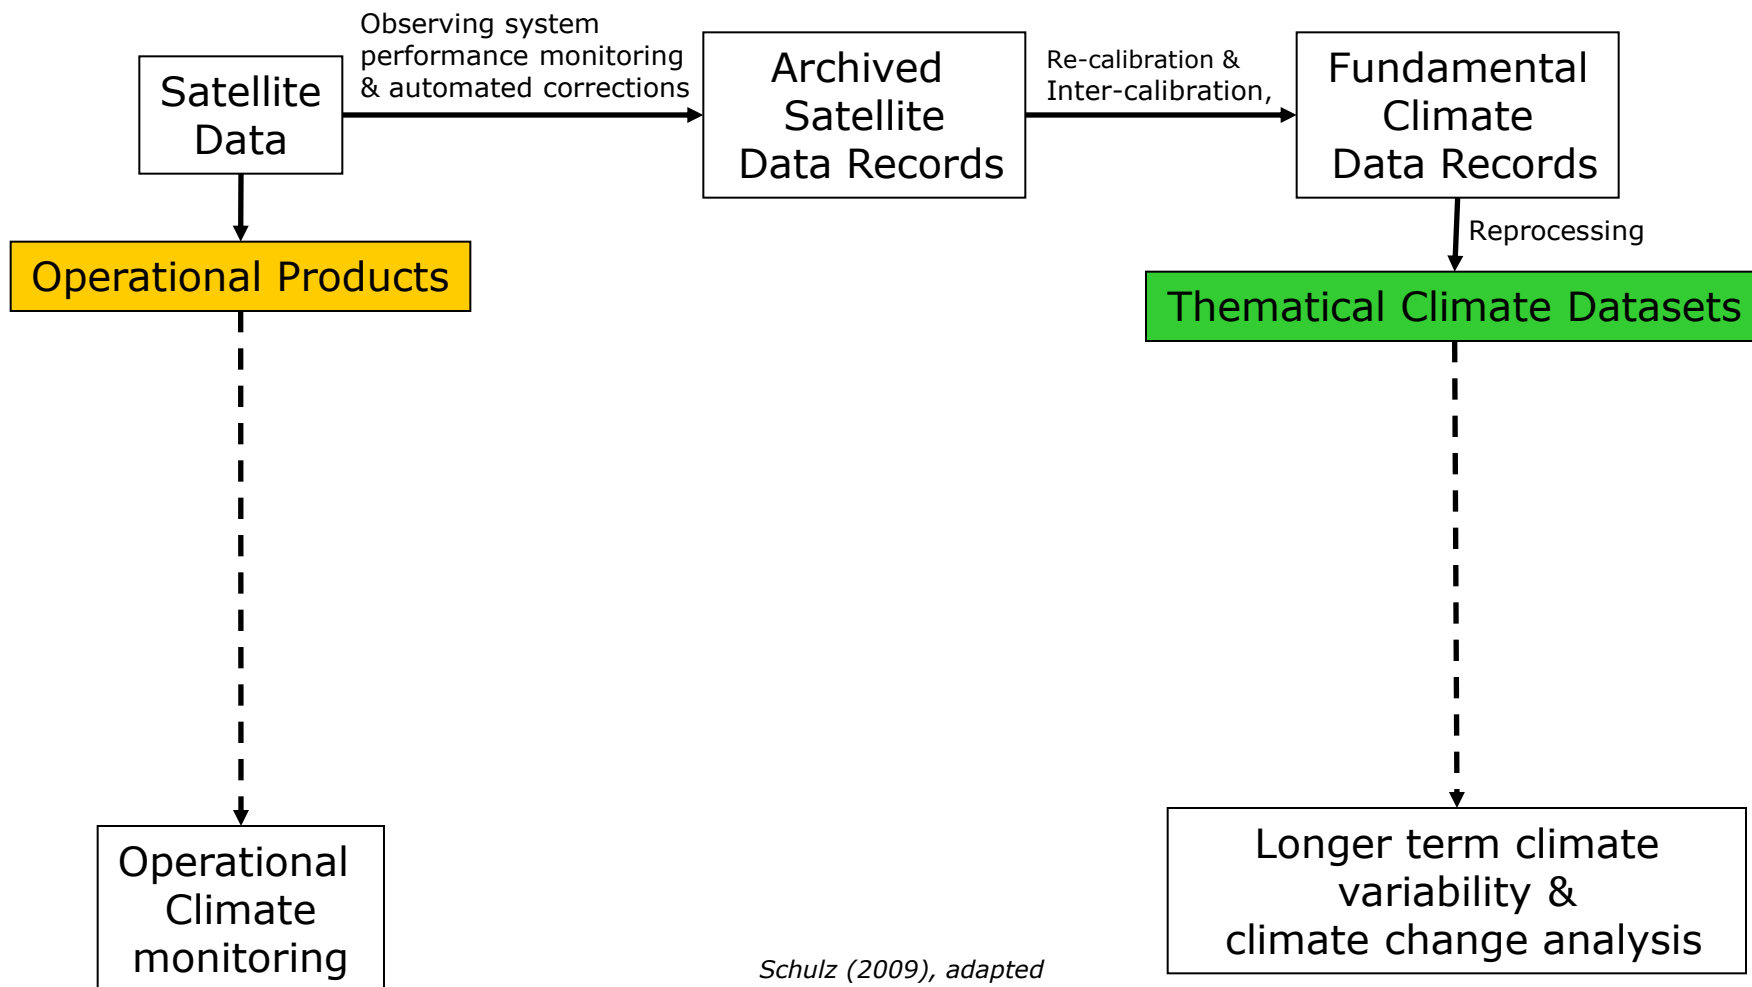 Observing system
performance monitoring
& automated corrections
Satellite
Data
Archived
Satellite
Data Records
Re-calibration &
Inter-calibration,
Fundamental
Climate
Data Records
Reprocessing
Operational Products
Thematical Climate Datasets
Operational
Climate
monitoring
Longer term climate
variability &
climate change analysis
Schulz (2009), adapted